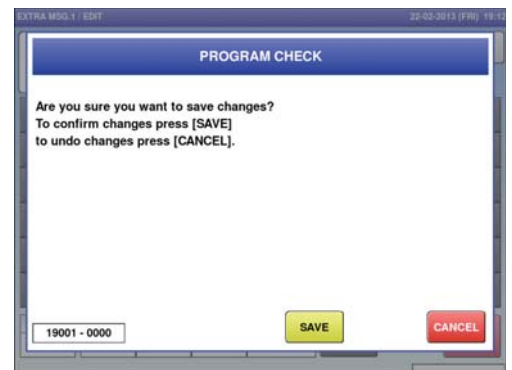 EXTRA MSG.1 / EDIT 22-02-2013 (FRI) 19:12
PROGRAM CHECK
Are you sure you want to save changes?
To confirm changes press [SAVE]
to undo changes press [CANCEL].
19001 - 0000
SAVE
CANCEL